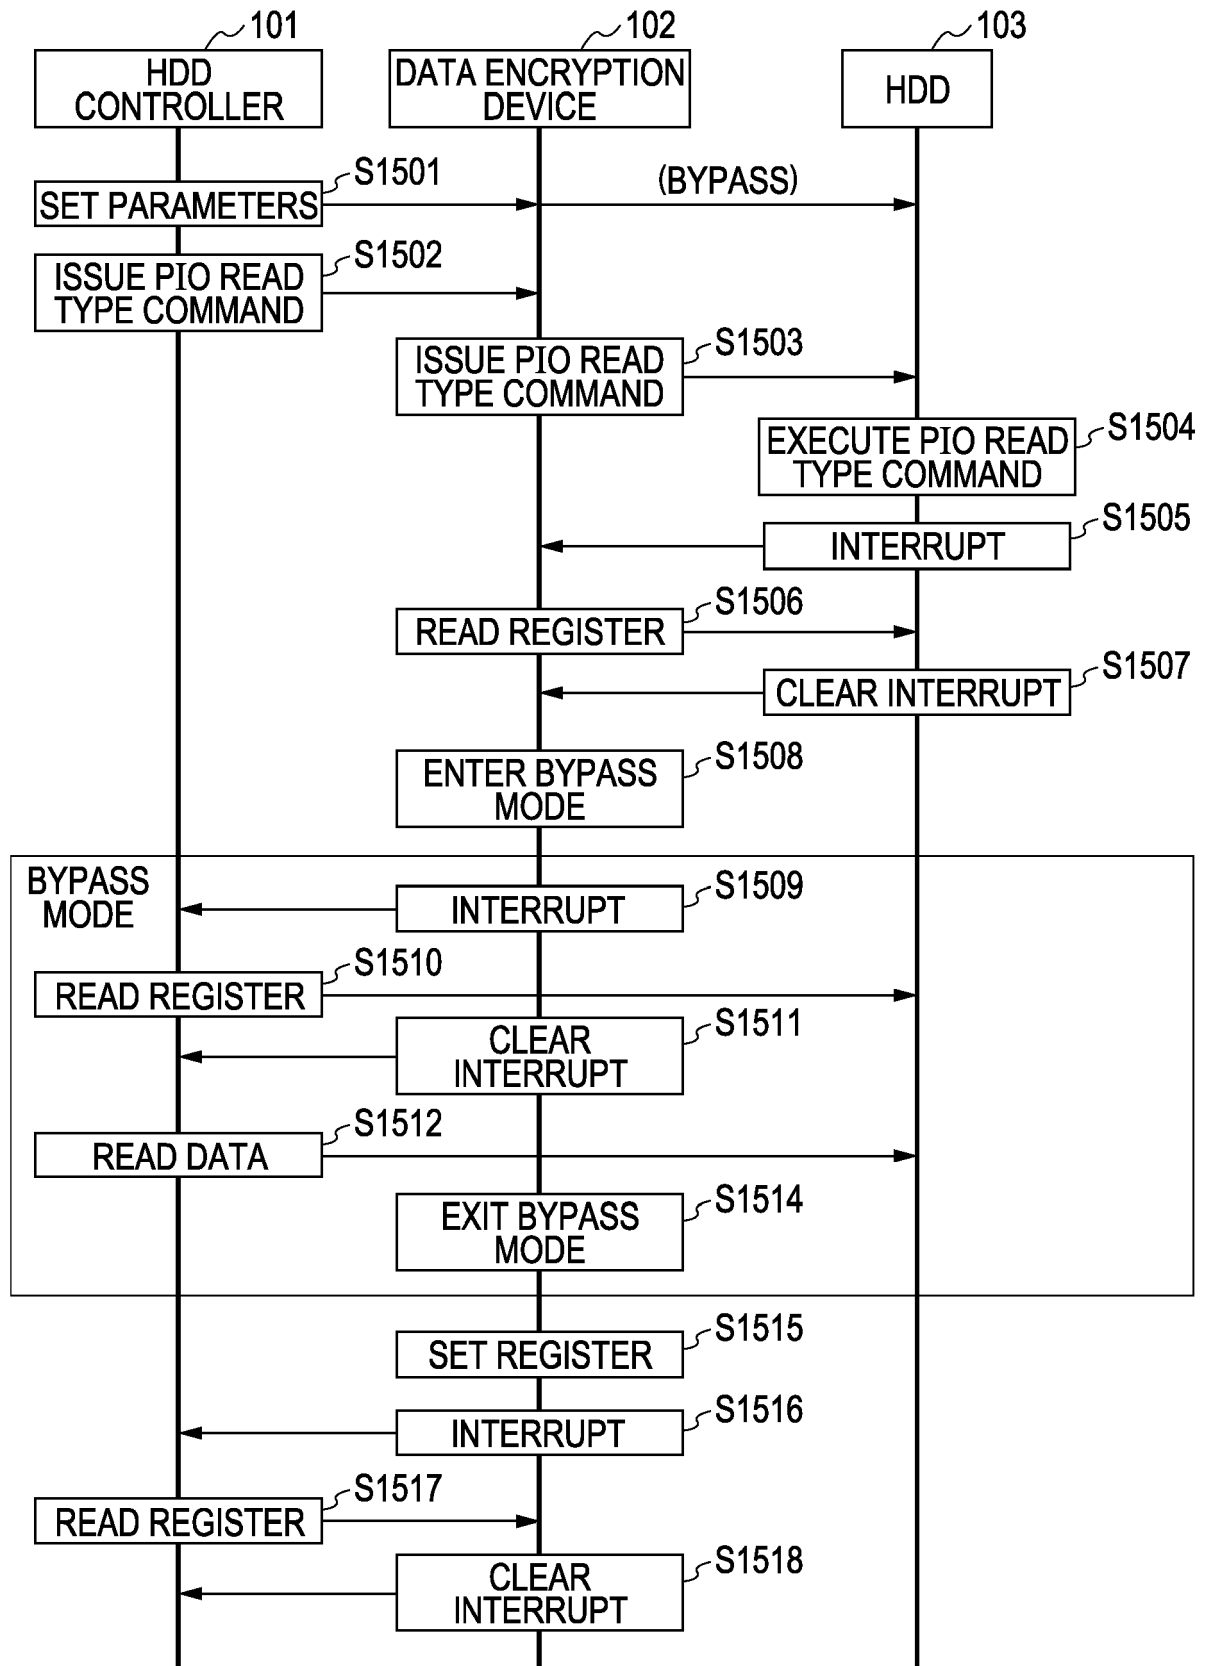 101
102
103
HDD
CONTROLLER
DATA ENCRYPTION
DEVICE
HDD
S1501
SET PARAMETERS
(BYPASS)
S1502
ISSUE PIO READ
TYPE COMMAND
S1503
ISSUE PIO READ
TYPE COMMAND
S1504
EXECUTE PIO READ
TYPE COMMAND
S1505
INTERRUPT
S1506
READ REGISTER
S1507
CLEAR INTERRUPT
S1508
ENTER BYPASS
MODE
BYPASS
MODE
S1509
INTERRUPT
S1510
READ REGISTER
S1511
CLEAR
INTERRUPT
S1512
READ DATA
S1514
EXIT BYPASS
MODE
S1515
SET REGISTER
S1516
INTERRUPT
S1517
READ REGISTER
S1518
CLEAR
INTERRUPT